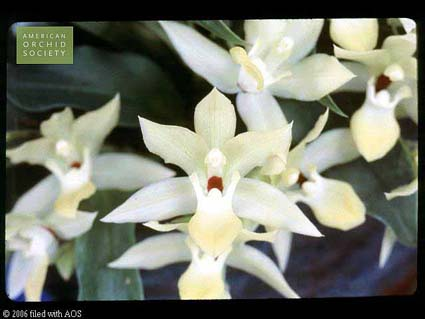 AMERICAN
ORCHID
SOCIETY
© 2006 filed with AOS